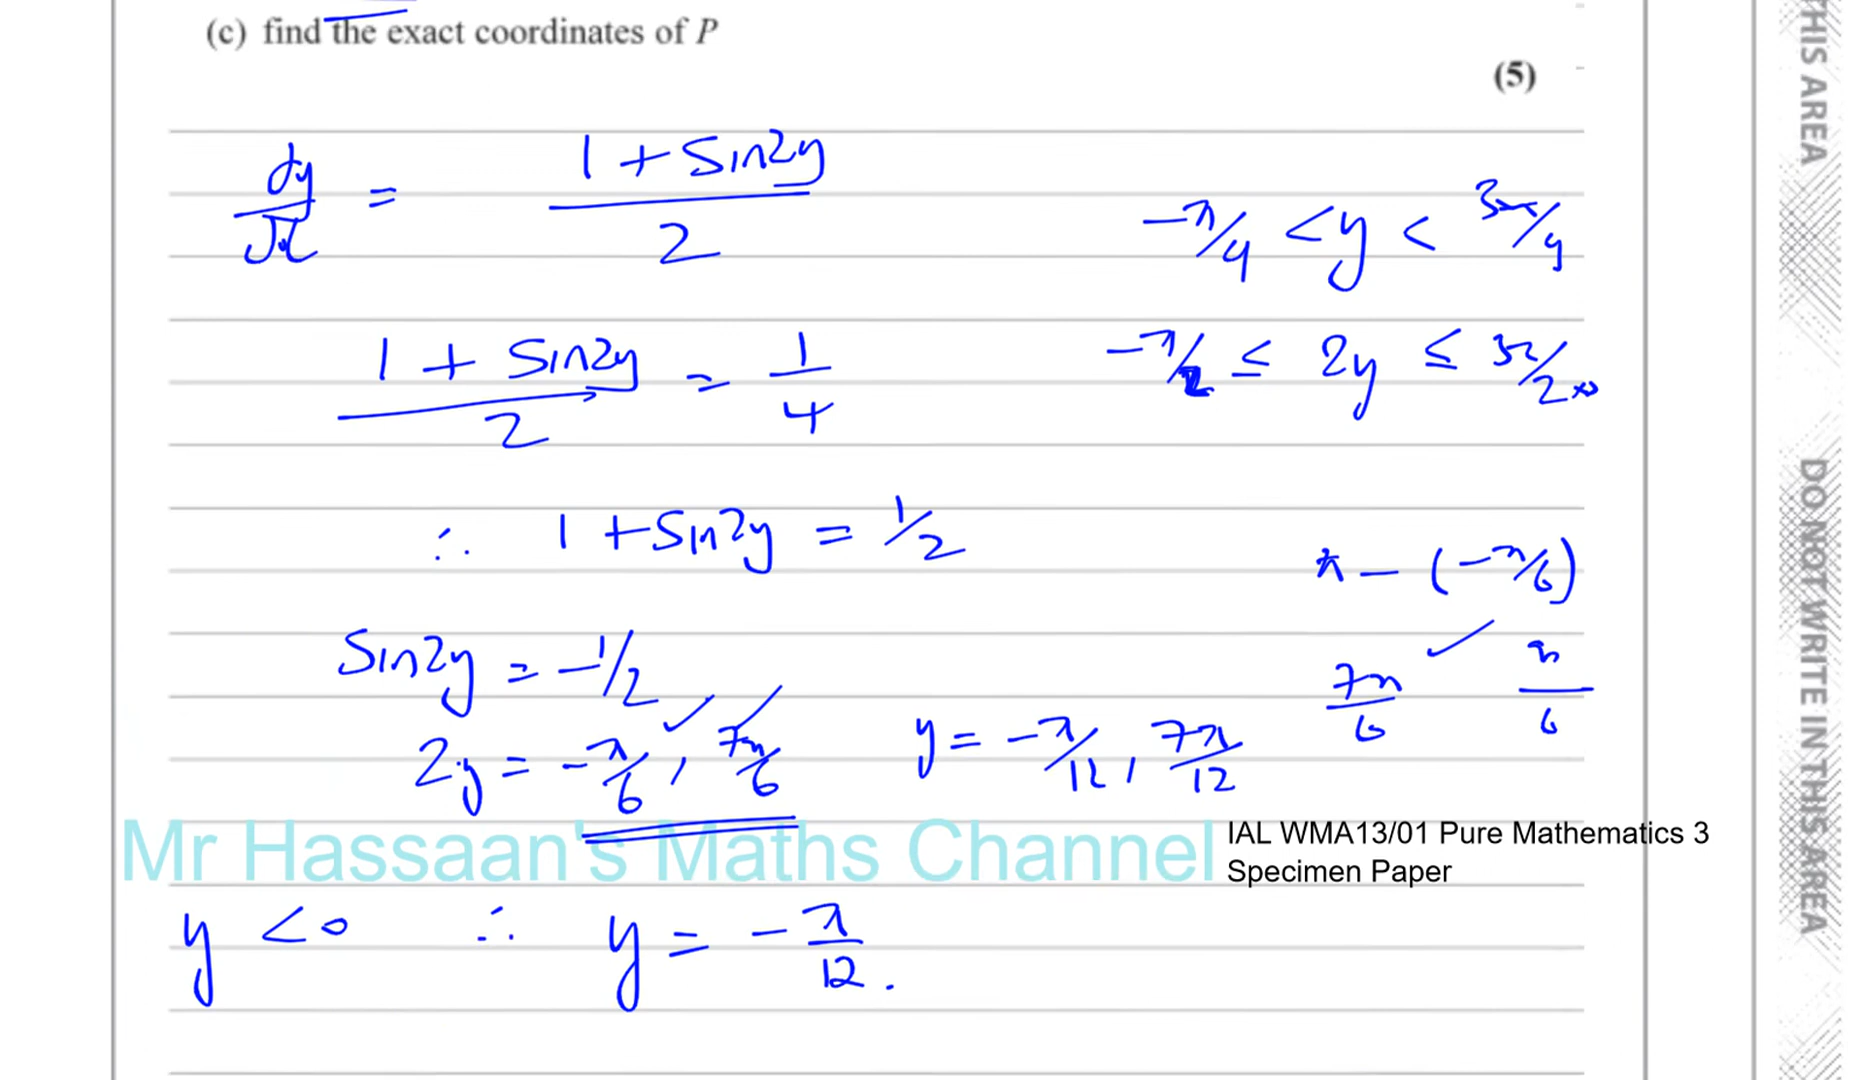 (c) find the exact coordinates of P
(5)
dy/dx = (1 + Sin2y)/2
-π/4 < y < 3π/4
(1 + Sin2y)/2 = 1/4
-π/2 ≤ 2y ≤ 3π/2
∴ 1 + Sin2y = 1/2
π - (-π/6)
Sin2y = -1/2
7π/6 ✓ π/6
2y = -π/6, 7π/6
y = -π/12, 7π/12
Mr Hassaan's Maths Channel
IAL WMA13/01 Pure Mathematics 3
Specimen Paper
y < 0 ∴ y = -π/12.
THIS AREA
DO NOT WRITE IN THIS AREA